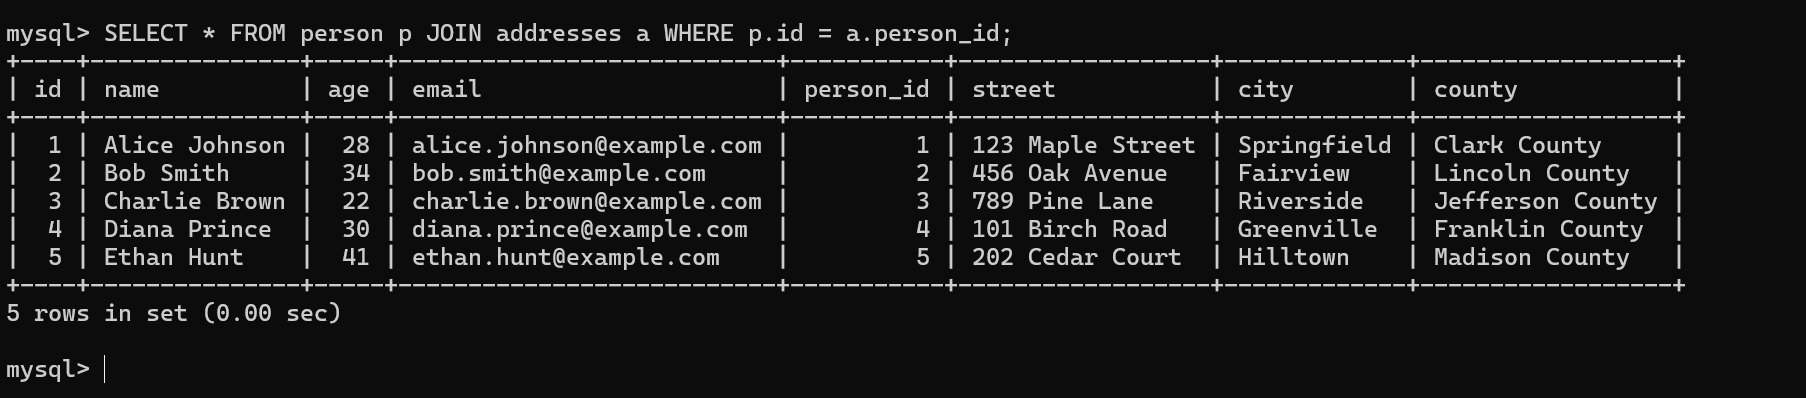 mysql> SELECT * FROM person p JOIN addresses a WHERE p.id = a.person_id;
+----+---------------+-----+---------------------------+-----------+------------------+-------------+------------------+
| id | name          | age | email                     | person_id | street           | city        | county           |
+----+---------------+-----+---------------------------+-----------+------------------+-------------+------------------+
|  1 | Alice Johnson |  28 | alice.johnson@example.com |         1 | 123 Maple Street | Springfield | Clark County     |
|  2 | Bob Smith     |  34 | bob.smith@example.com     |         2 | 456 Oak Avenue   | Fairview    | Lincoln County   |
|  3 | Charlie Brown |  22 | charlie.brown@example.com |         3 | 789 Pine Lane    | Riverside   | Jefferson County |
|  4 | Diana Prince  |  30 | diana.prince@example.com  |         4 | 101 Birch Road   | Greenville  | Franklin County  |
|  5 | Ethan Hunt    |  41 | ethan.hunt@example.com    |         5 | 202 Cedar Court  | Hilltown    | Madison County   |
+----+---------------+-----+---------------------------+-----------+------------------+-------------+------------------+
5 rows in set (0.00 sec)
mysql>